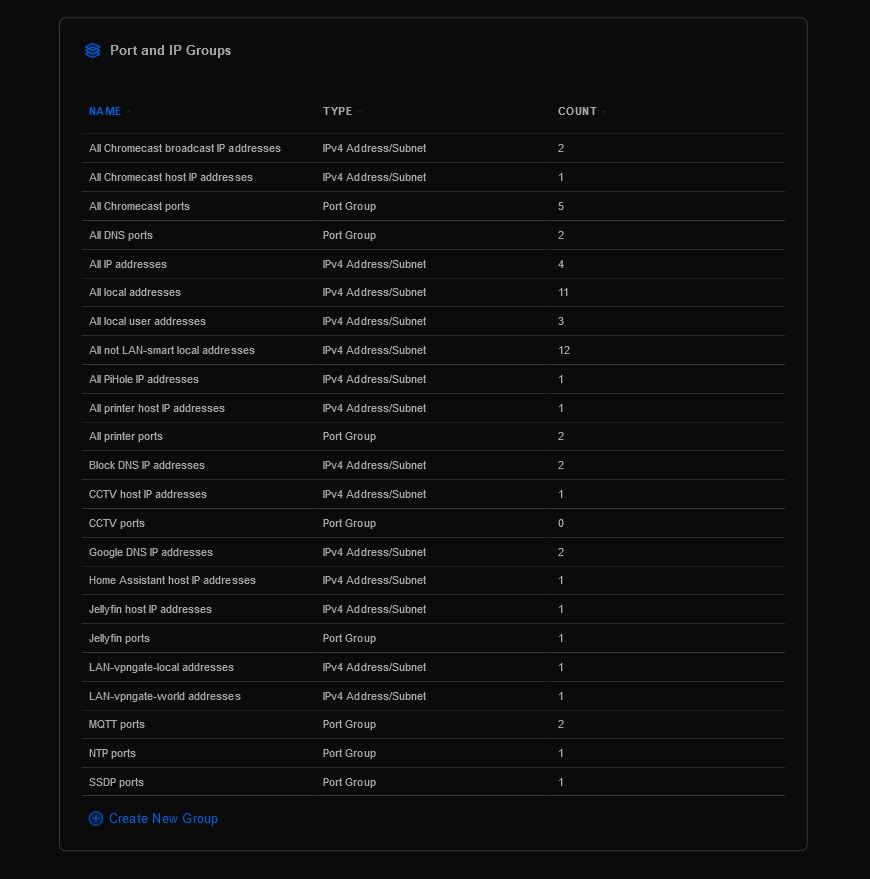 Port and IP Groups
NAME TYPE COUNT
All Chromecast broadcast IP addresses IPv4 Address/Subnet 2
All Chromecast host IP addresses IPv4 Address/Subnet 1
All Chromecast ports Port Group 5
All DNS ports Port Group 2
All IP addresses IPv4 Address/Subnet 4
All local addresses IPv4 Address/Subnet 11
All local user addresses IPv4 Address/Subnet 3
All not LAN-smart local addresses IPv4 Address/Subnet 12
All PiHole IP addresses IPv4 Address/Subnet 1
All printer host IP addresses IPv4 Address/Subnet 1
All printer ports Port Group 2
Block DNS IP addresses IPv4 Address/Subnet 2
CCTV host IP addresses IPv4 Address/Subnet 1
CCTV ports Port Group 0
Google DNS IP addresses IPv4 Address/Subnet 2
Home Assistant host IP addresses IPv4 Address/Subnet 1
Jellyfin host IP addresses IPv4 Address/Subnet 1
Jellyfin ports Port Group 1
LAN-vpngate-local addresses IPv4 Address/Subnet 1
LAN-vpngate-world addresses IPv4 Address/Subnet 1
MQTT ports Port Group 2
NTP ports Port Group 1
SSDP ports Port Group 1
Create New Group